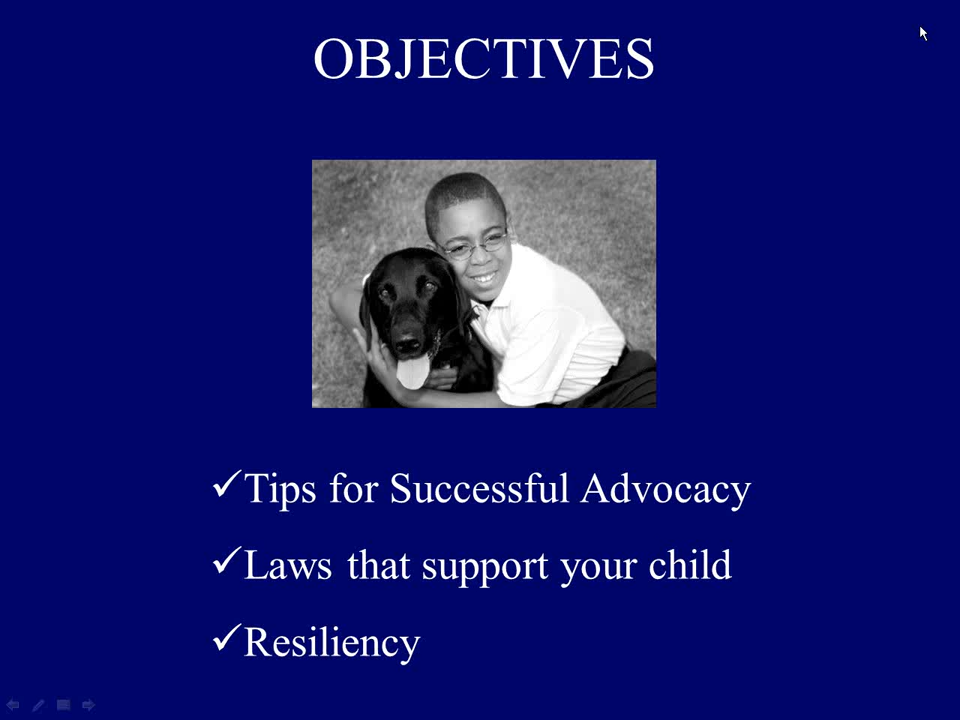 OBJECTIVES
✓Tips for Successful Advocacy
✓Laws that support your child
✓Resiliency